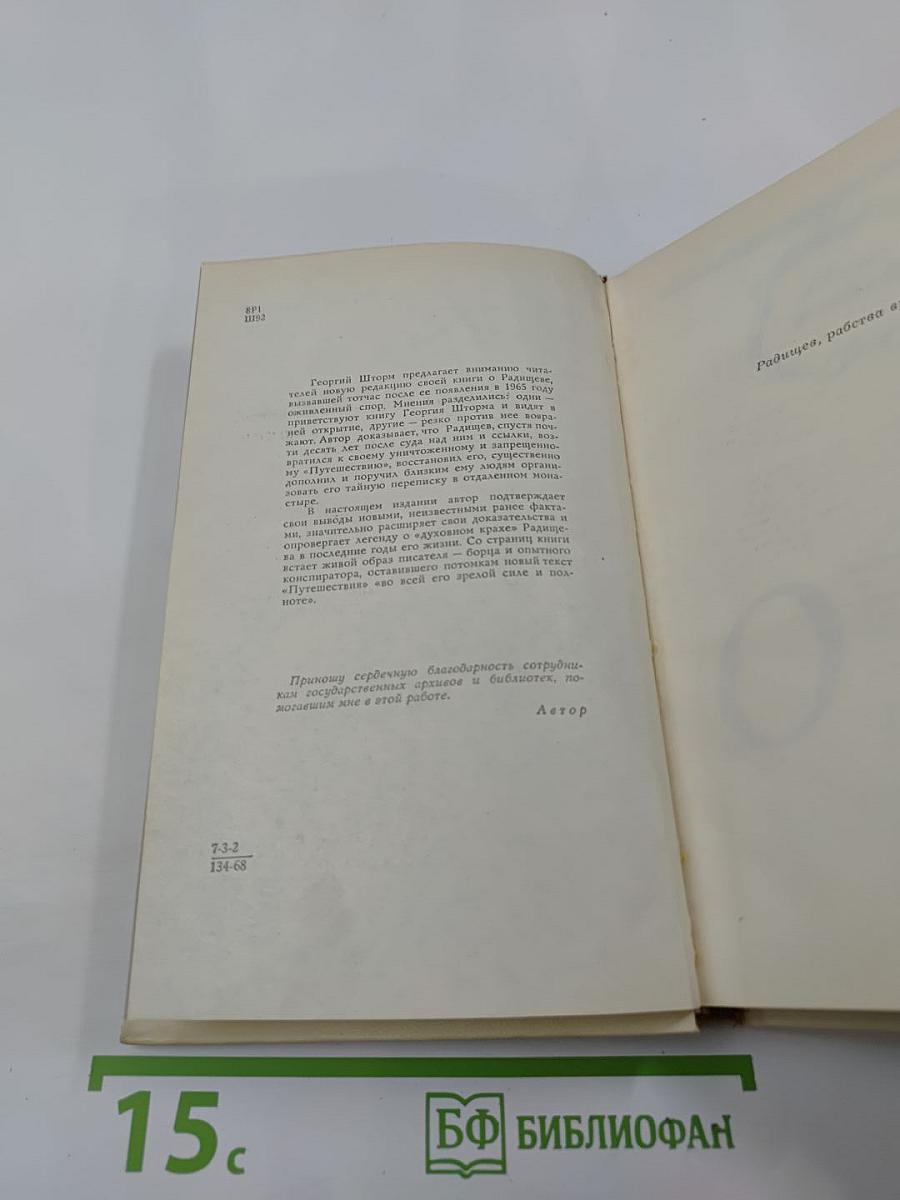 8Р1
Ш92
Георгий Шторм предлагает вниманию чита-
телей новую редакцию своей книги о Радищеве,
вызвавшей тотчас после ее появления в 1965 году
оживленный спор. Мнения разделились: одни —
приветствуют книгу Георгия Шторма и видят в
ней открытие, другие — резко против нее возра-
жают. Автор доказывает, что Радищев, спустя поч-
ти десять лет после суда над ним и ссылки, воз-
вратился к своему уничтоженному и запрещенно-
му «Путешествию», восстановил его, существенно
дополнил и поручил близким ему людям органи-
зовать его тайную переписку в отдаленном мона-
стыре.
В настоящем издании автор подтверждает
свои выводы новыми, неизвестными ранее факта-
ми, значительно расширяет свои доказательства и
опровергает легенду о «духовном крахе» Радище-
ва в последние годы его жизни. Со страниц книги
встает живой образ писателя — борца и опытного
конспиратора, оставившего потомкам новый текст
«Путешествия» «во всей его зрелой силе и пол-
ноте».
Приношу сердечную благодарность сотрудни-
кам государственных архивов и библиотек, по-
могавшим мне в этой работе.
Автор
7-3-2
134-68
Радищев, рабства
15 с
БФ БИБЛИОФАН